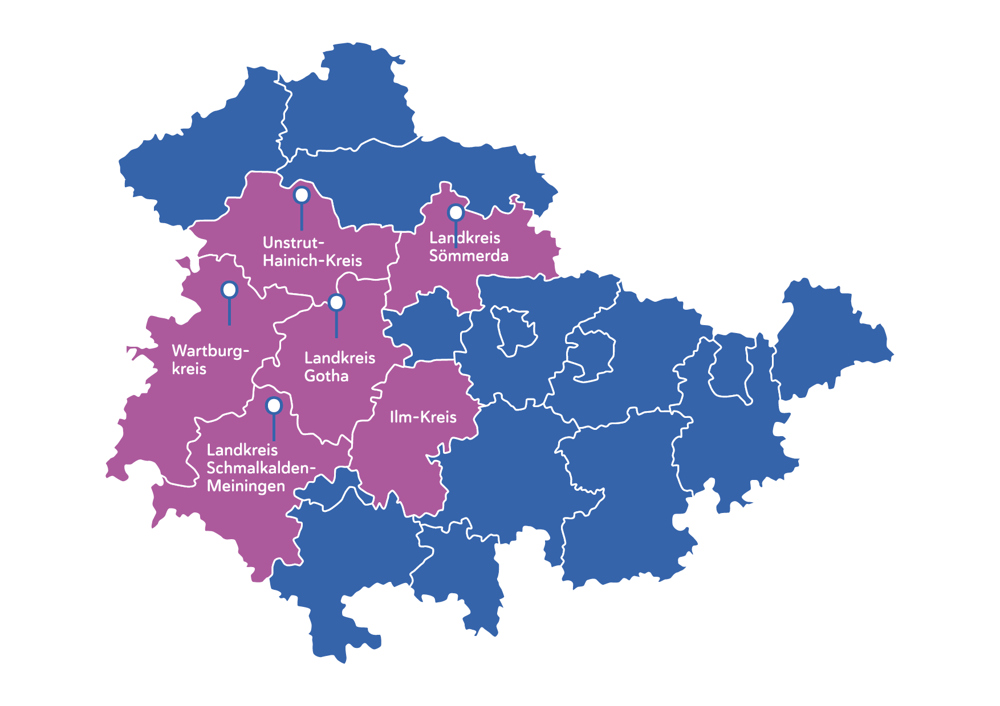 Unstrut-
Hainich-Kreis
Landkreis
Sömmerda
Wartburg-
kreis
Landkreis
Gotha
Ilm-Kreis
Landkreis
Schmalkalden-
Meiningen